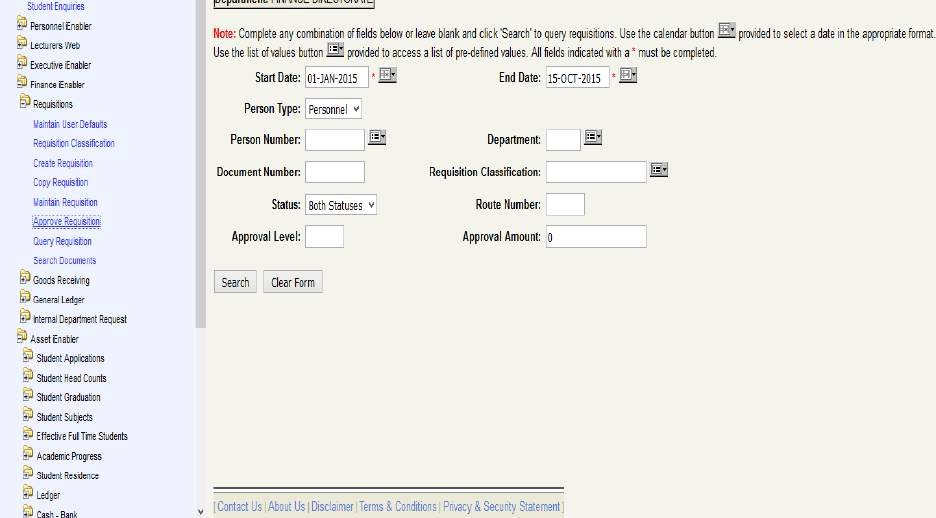 Student Enquiries
Personnel iEnabler
Lecturers Web
Executive iEnabler
Finance iEnabler
Requisitions
Maintain User Defaults
Requisition Classification
Create Requisition
Copy Requisition
Maintain Requisition
Approve Requisition
Query Requisition
Search Documents
Goods Receiving
General Ledger
Internal Department Request
Asset iEnabler
Student Applications
Student Head Counts
Student Graduation
Student Subjects
Effective Full Time Students
Academic Progress
Student Residence
Ledger
Cash - Bank
Department: FINANCE DIRECTORATE
Note: Complete any combination of fields below or leave blank and click 'Search' to query requisitions. Use the calendar button provided to select a date in the appropriate format.
Use the list of values button provided to access a list of pre-defined values. All fields indicated with a * must be completed.
Start Date: 01-JAN-2015 * End Date: 15-OCT-2015 *
Person Type: Personnel
Person Number: Department:
Document Number: Requisition Classification:
Status: Both Statuses Route Number:
Approval Level: Approval Amount: 0
Search Clear Form
[ Contact Us | About Us | Disclaimer | Terms & Conditions | Privacy & Security Statement ]